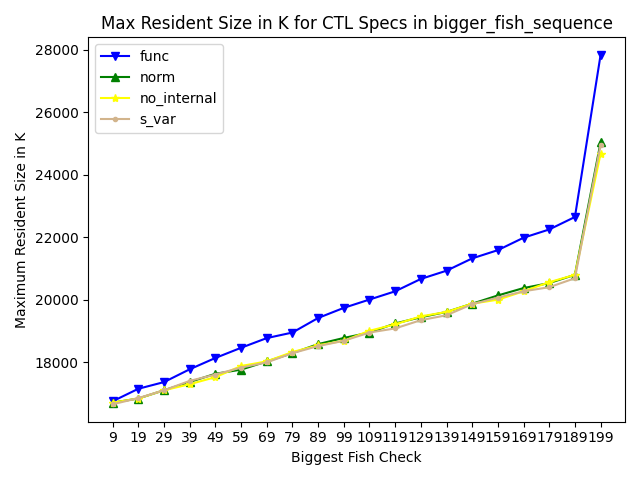 Max Resident Size in K for CTL Specs in bigger_fish_sequence
func
norm
no_internal
s_var
Maximum Resident Size in K
28000
26000
24000
22000
20000
18000
9 19 29 39 49 59 69 79 89 99 109 119 129 139 149 159 169 179 189 199
Biggest Fish Check